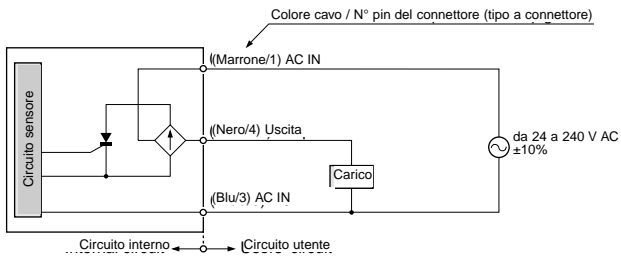 Colore cavo / N° pin del connettore (tipo a connettore)
(Marrone/1) AC IN
Circuito sensore
(Nero/4) Uscita
da 24 a 240 V AC
±10%
Carico
(Blu/3) AC IN
Circuito interno
Circuito utente